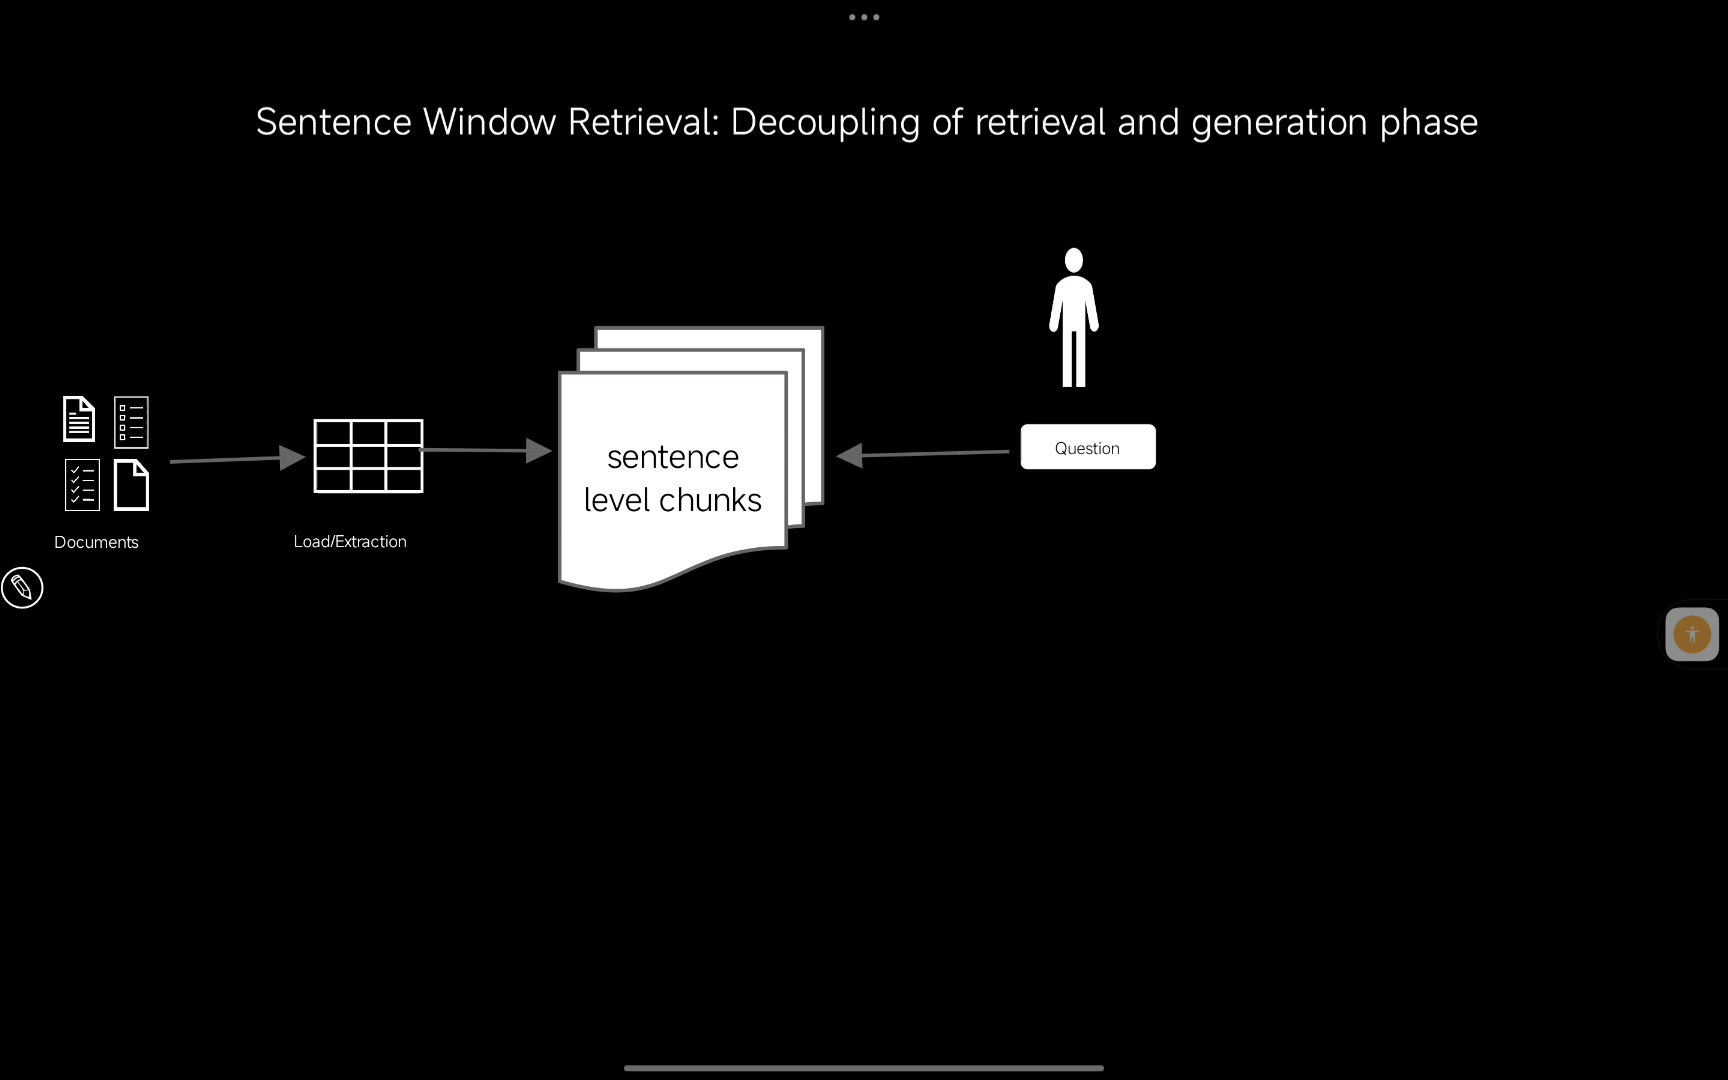 Sentence Window Retrieval: Decoupling of retrieval and generation phase
Question
sentence
level chunks
Documents
Load/Extraction